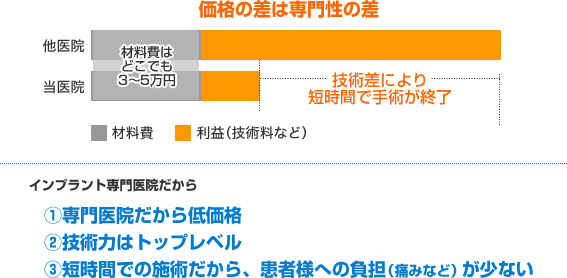 価格の差は専門性の差
他医院
材料費は
どこでも
3〜5万円
当医院
技術差により
短時間で手術が終了
材料費
利益(技術料など)
インプラント専門医院だから
①専門医院だから低価格
②技術力はトップレベル
③短時間での施術だから、患者様への負担(痛みなど)が少ない